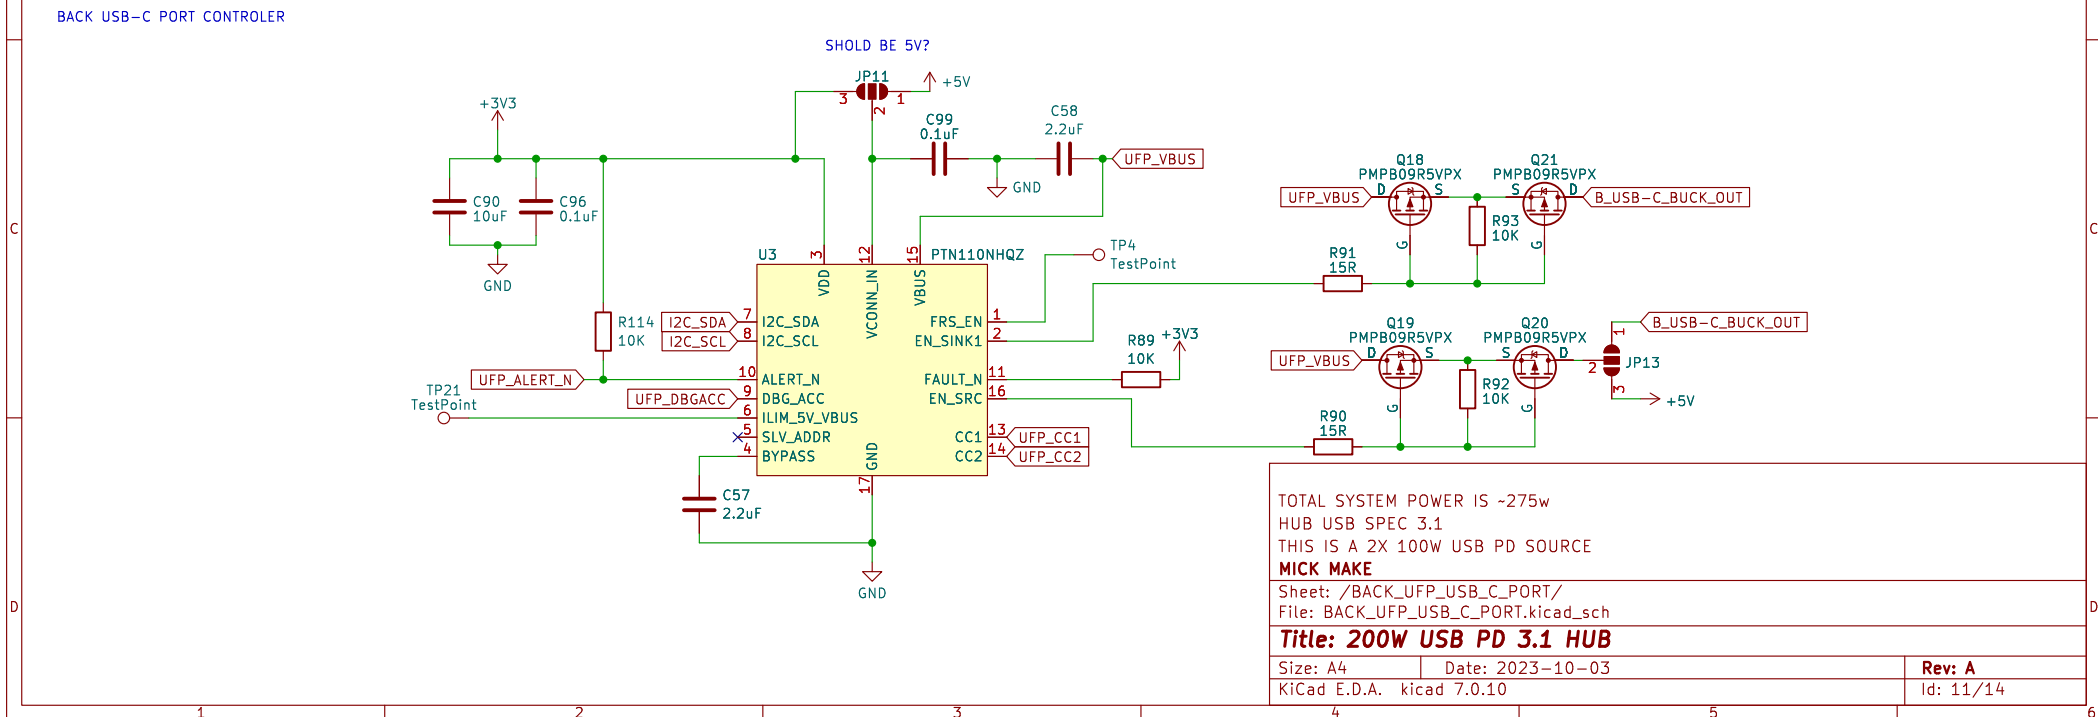 BACK USB-C PORT CONTROLER
SHOLD BE 5V?
JP11
3
1
2
+5V
+3V3
C99
0.1uF
C58
2.2uF
UFP_VBUS
GND
C90
10uF
C96
0.1uF
GND
U3
PTN110NHQZ
3
12
15
VDD
VCONN_IN
VBUS
TP4
TestPoint
R114
10K
I2C_SDA
7
I2C_SDA
I2C_SCL
8
I2C_SCL
UFP_ALERT_N
10
ALERT_N
UFP_DBGACC
9
DBG_ACC
TP21
TestPoint
6
ILIM_5V_VBUS
5
SLV_ADDR
4
BYPASS
GND
17
FRS_EN
1
EN_SINK1
2
FAULT_N
11
EN_SRC
16
CC1
13
UFP_CC1
CC2
14
UFP_CC2
C57
2.2uF
GND
R89
10K
+3V3
Q18
PMPB09R5VPX
Q21
PMPB09R5VPX
UFP_VBUS
D
S
S
D
B_USB-C_BUCK_OUT
R93
10K
G
G
R91
15R
Q19
PMPB09R5VPX
Q20
PMPB09R5VPX
UFP_VBUS
D
S
S
D
B_USB-C_BUCK_OUT
1
2
JP13
3
+5V
R92
10K
G
G
R90
15R
TOTAL SYSTEM POWER IS ~275w
HUB USB SPEC 3.1
THIS IS A 2X 100W USB PD SOURCE
MICK MAKE
Sheet: /BACK_UFP_USB_C_PORT/
File: BACK_UFP_USB_C_PORT.kicad_sch
Title: 200W USB PD 3.1 HUB
Size: A4
Date: 2023-10-03
Rev: A
KiCad E.D.A. kicad 7.0.10
Id: 11/14
C
C
D
D
1
2
3
4
5
6